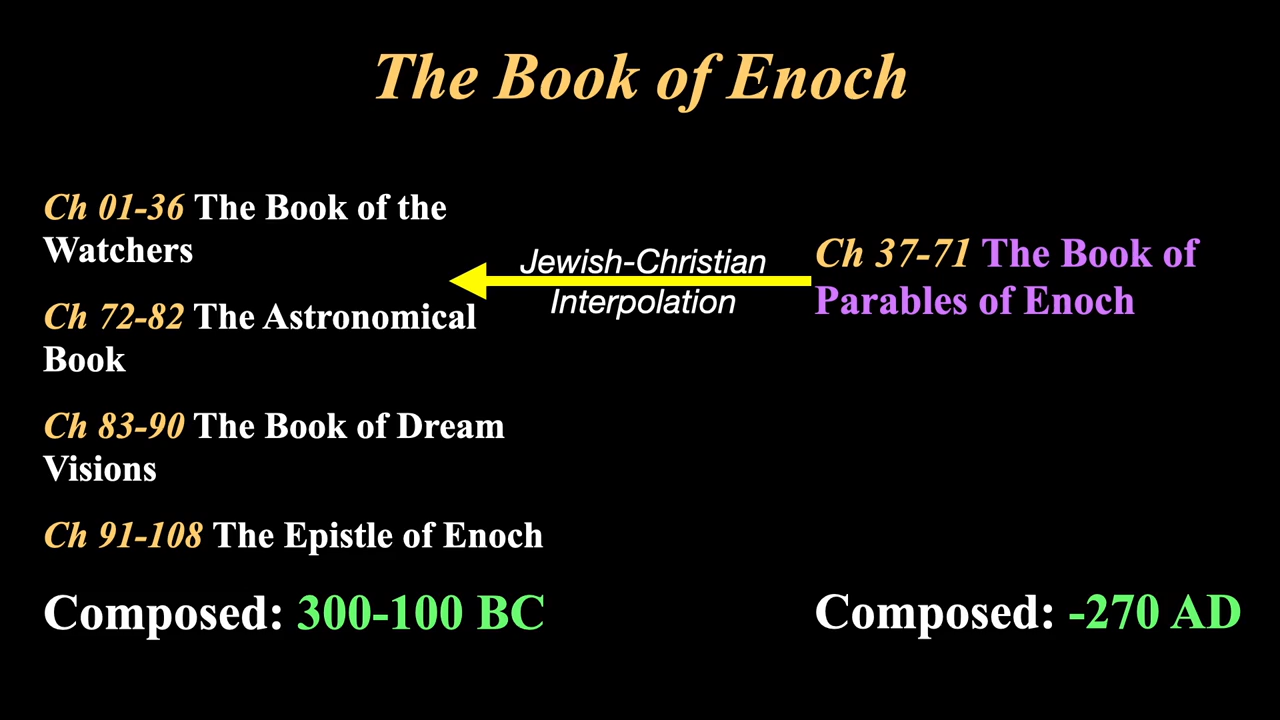 The Book of Enoch
Ch 01-36 The Book of the
Watchers
Ch 72-82 The Astronomical
Book
Ch 83-90 The Book of Dream
Visions
Ch 91-108 The Epistle of Enoch
Composed: 300-100 BC
Jewish-Christian
Interpolation
Ch 37-71 The Book of
Parables of Enoch
Composed: -270 AD